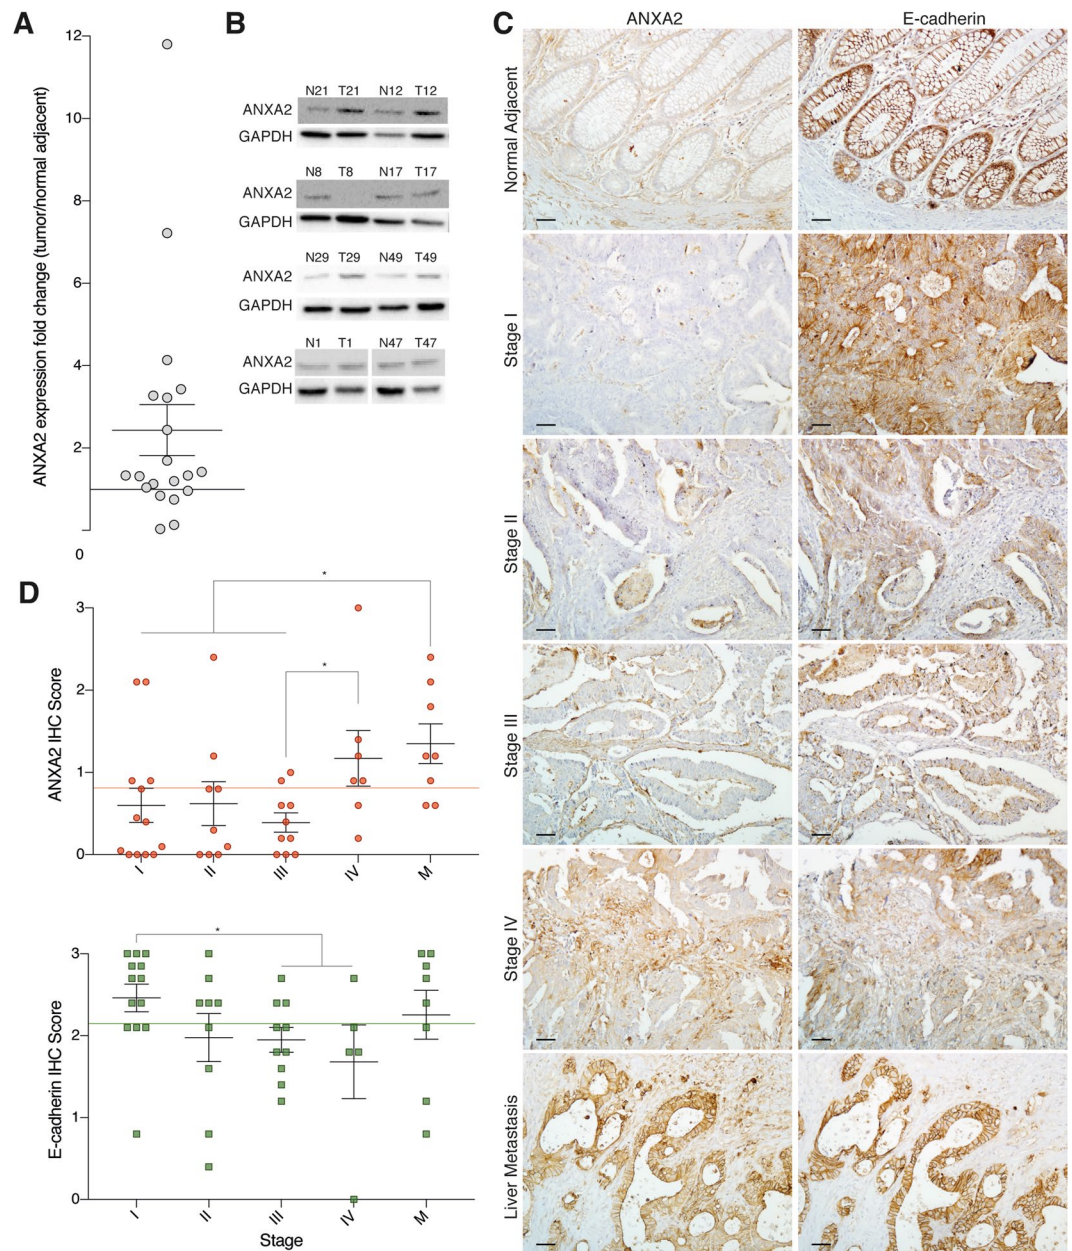 A
ANXA2 expression fold change (tumor/normal adjacent)
12
10
8
6
4
2
0
B
N21 T21 N12 T12
ANXA2
GAPDH
N8 T8 N17 T17
ANXA2
GAPDH
N29 T29 N49 T49
ANXA2
GAPDH
N1 T1 N47 T47
ANXA2
GAPDH
C
ANXA2 E-cadherin
Normal Adjacent
Stage I
Stage II
Stage III
Stage IV
Liver Metastasis
D
ANXA2 IHC Score
3
2
1
0
*
*
I II III IV M
E-cadherin IHC Score
3
2
1
0
*
I II III IV M
Stage